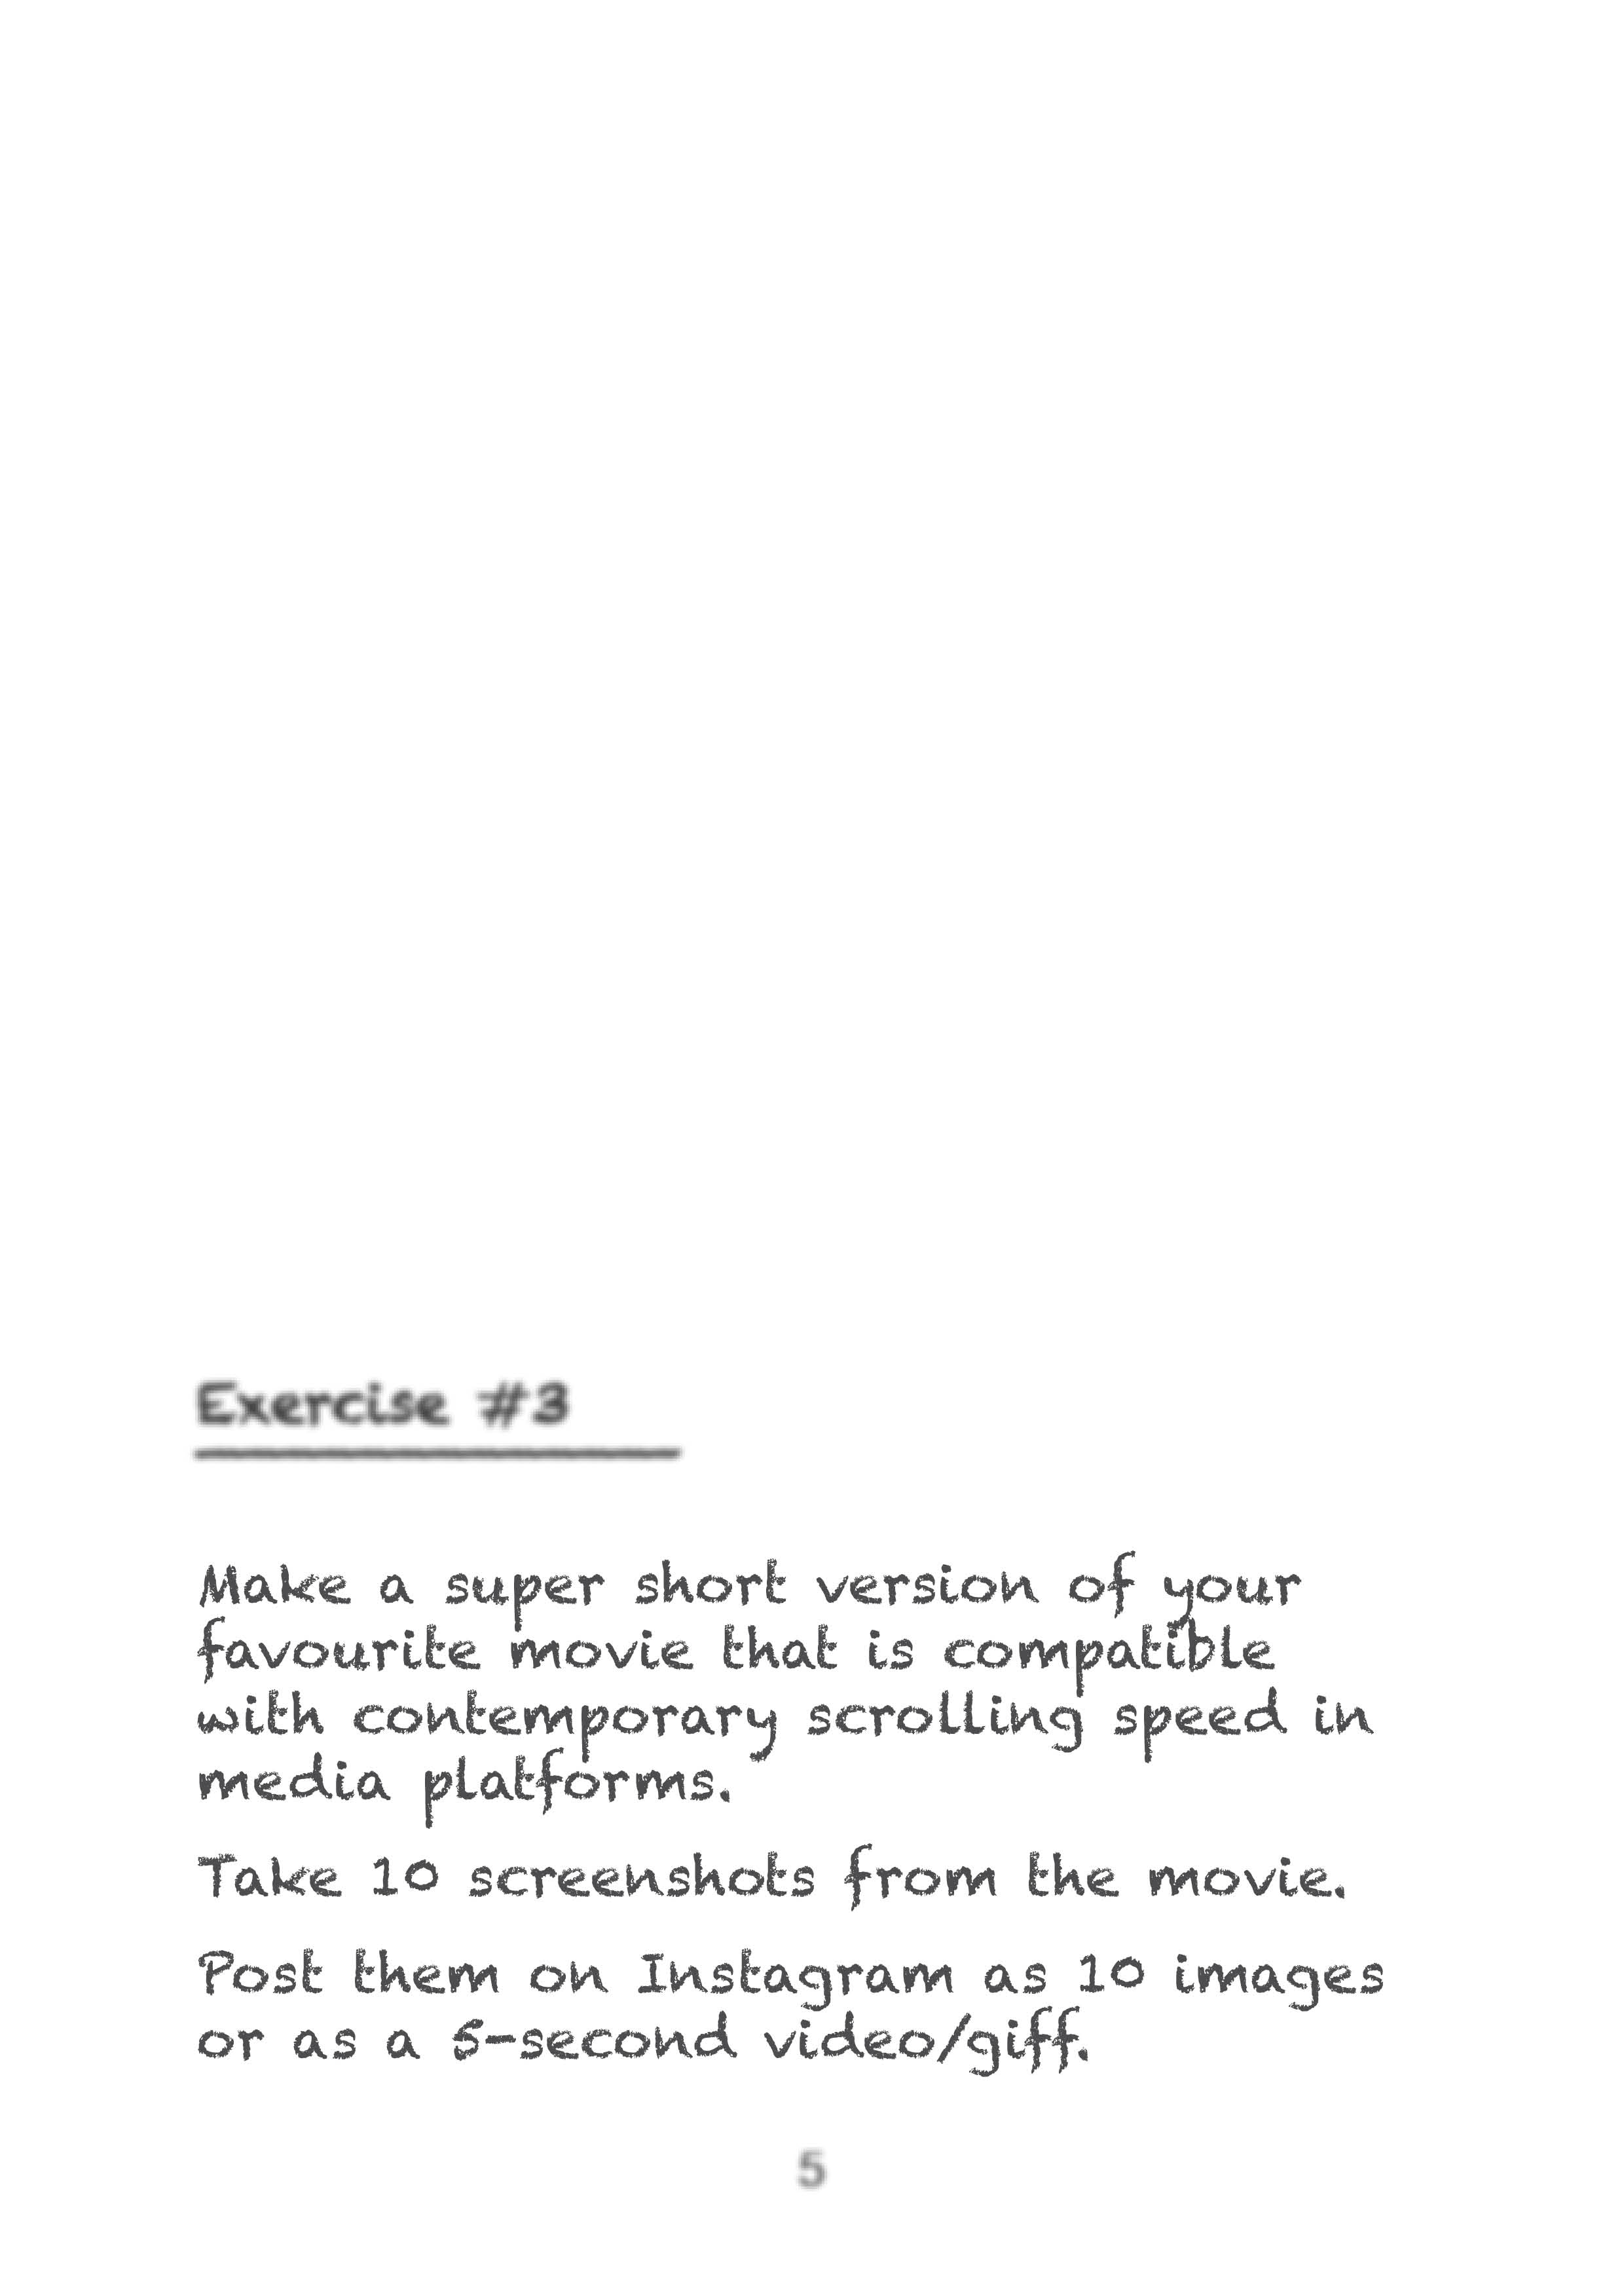 Exercise #3
Make a super short version of your
favourite movie that is compatible
with contemporary scrolling speed in
media platforms.
Take 10 screenshots from the movie.
Post them on Instagram as 10 images
or as a 5-second video/giff.
5